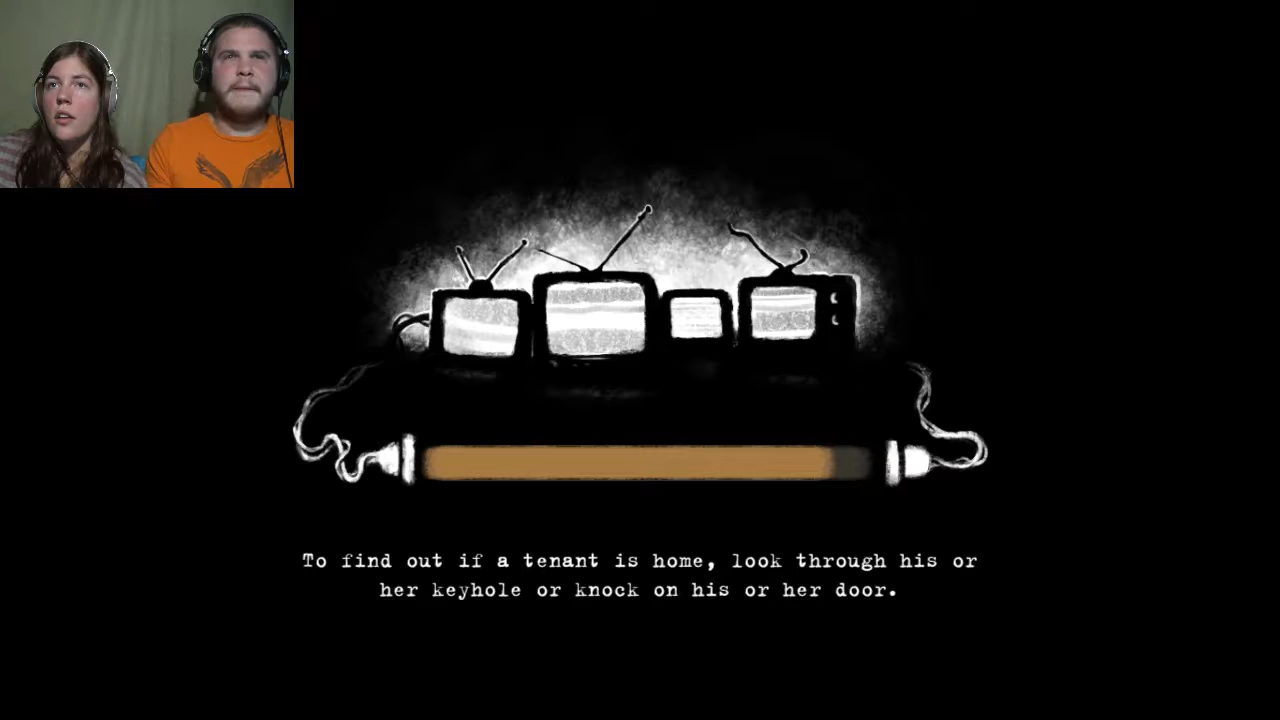 To find out if a tenant is home, look through his or
her keyhole or knock on his or her door.